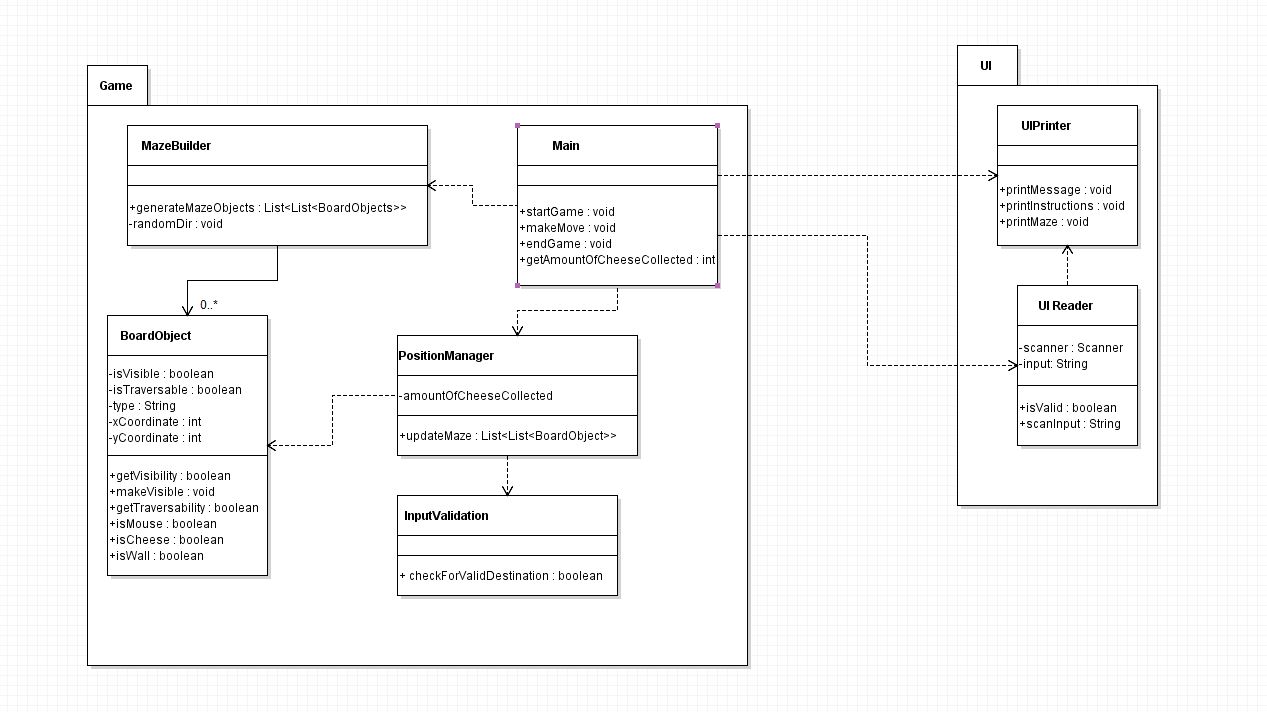 Game
MazeBuilder
+generateMazeObjects : List<List<BoardObjects>>
-randomDir : void
Main
+startGame : void
+makeMove : void
+endGame : void
+getAmountOfCheeseCollected : int
0..*
BoardObject
-isVisible : boolean
-isTraversable : boolean
-type : String
-xCoordinate : int
-yCoordinate : int
+getVisibility : boolean
+makeVisible : void
+getTraversability : boolean
+isMouse : boolean
+isCheese : boolean
+isWall : boolean
PositionManager
-amountOfCheeseCollected
+updateMaze : List<List<BoardObject>>
InputValidation
+ checkForValidDestination : boolean
UI
UIPrinter
+printMessage : void
+printInstructions : void
+printMaze : void
UI Reader
-scanner : Scanner
-input: String
+isValid : boolean
+scanInput : String